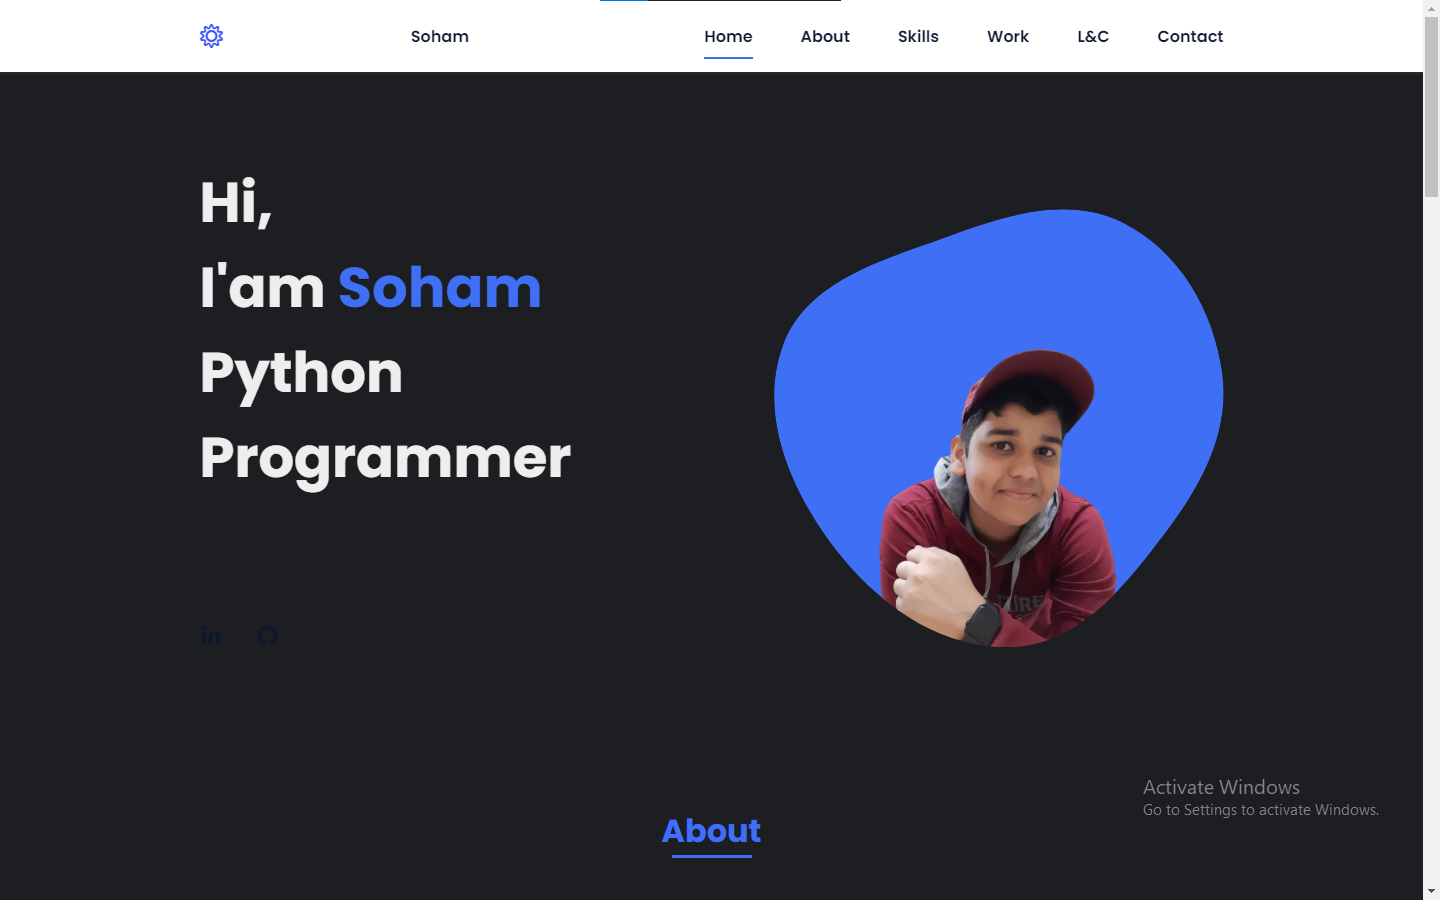 Soham
Home
About
Skills
Work
L&C
Contact
Hi,
I'am Soham
Python
Programmer
in
Activate Windows
Go to Settings to activate Windows.
About